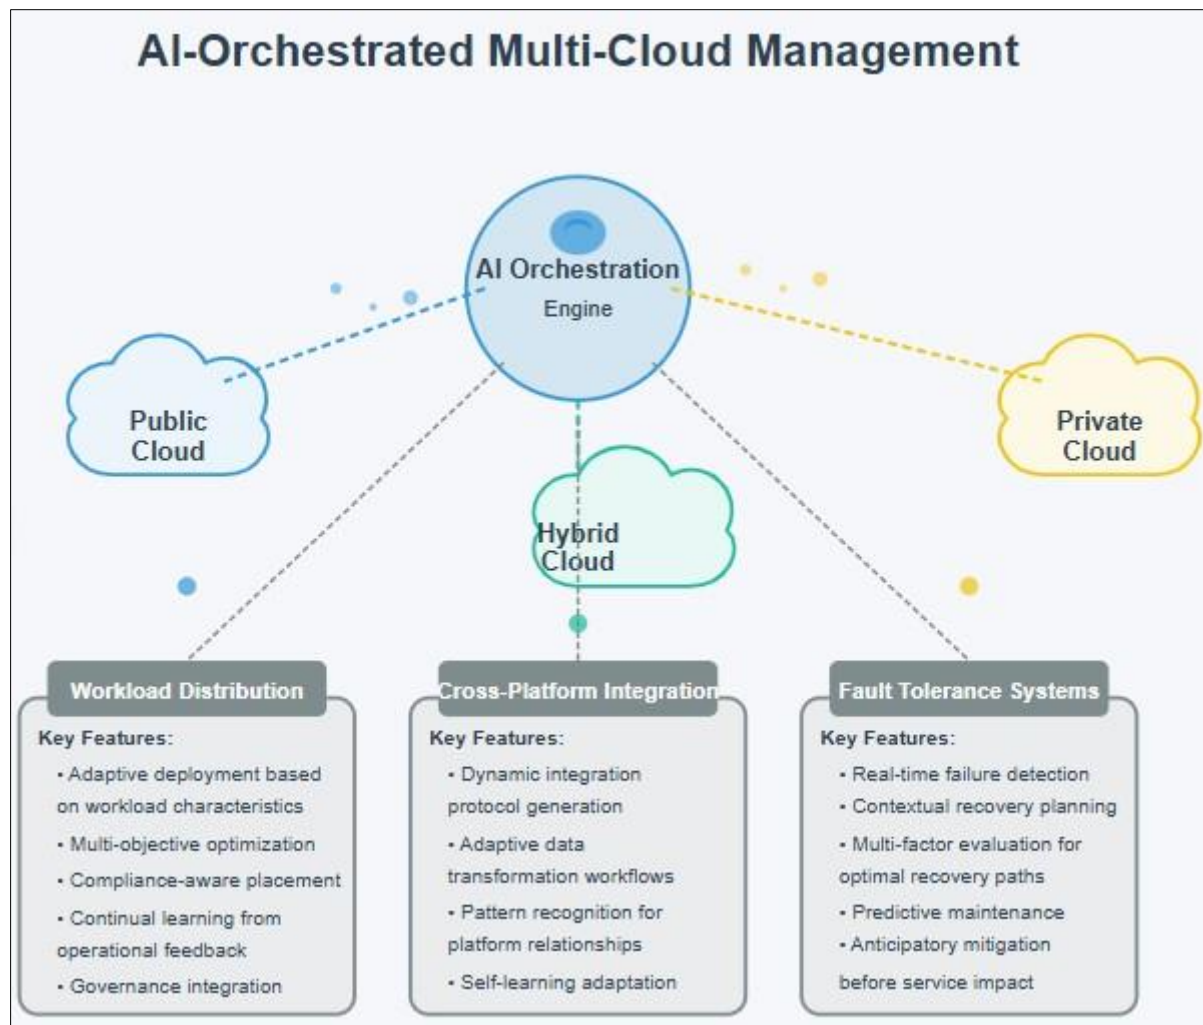 AI-Orchestrated Multi-Cloud Management
AI Orchestration
Engine
Public
Cloud
Private
Cloud
Hybrid
Cloud
Workload Distribution
Key Features:
• Adaptive deployment based
on workload characteristics
• Multi-objective optimization
• Compliance-aware placement
• Continual learning from
operational feedback
• Governance integration
Cross-Platform Integration
Key Features:
• Dynamic integration
protocol generation
• Adaptive data
transformation workflows
• Pattern recognition for
platform relationships
• Self-learning adaptation
Fault Tolerance Systems
Key Features:
• Real-time failure detection
• Contextual recovery planning
• Multi-factor evaluation for
optimal recovery paths
• Predictive maintenance
• Anticipatory mitigation
before service impact